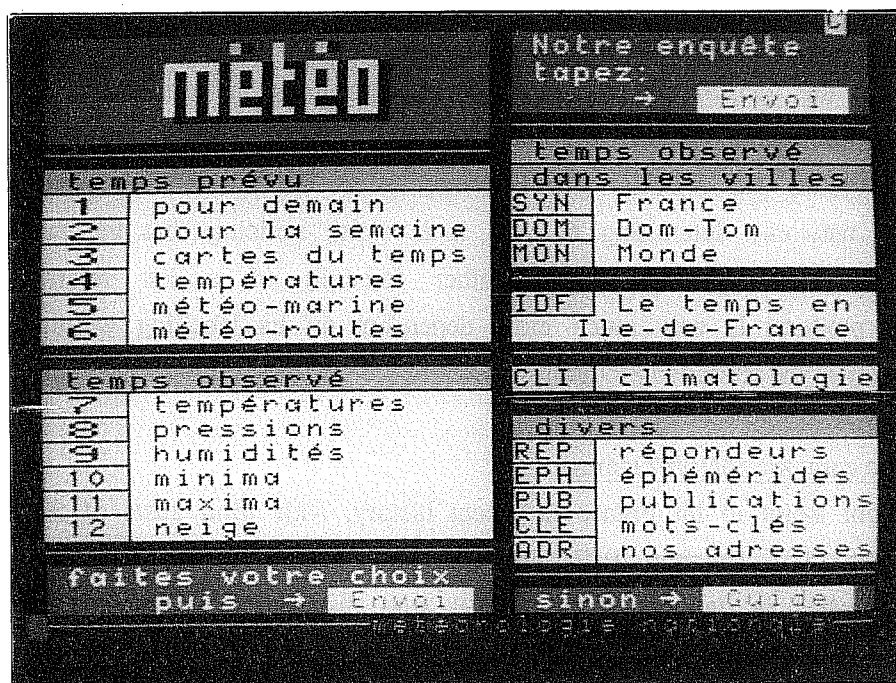 météo
temps prévu
1 pour demain
2 pour la semaine
3 cartes du temps
4 températures
5 météo-marine
6 météo-routes
temps observé
7 températures
8 pressions
9 humidités
10 minima
11 maxima
12 neige
faites votre choix
puis → Envoi
Notre enquête
tapez:
→ Envoi
temps observé
dans les villes
SYN France
DOM Dom-Tom
MON Monde
IDF Le temps en
Ile-de-France
CLI climatologie
divers
REP répondeurs
EPH éphémérides
PUB publications
CLE mots-clés
ADR nos adresses
sinon → Guide
météorologie nationale